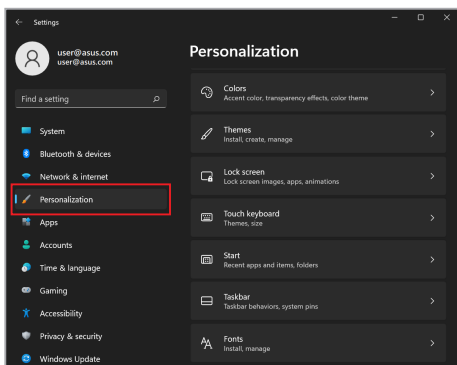 Settings
user@asus.com
user@asus.com
Find a setting
System
Bluetooth & devices
Network & internet
Personalization
Apps
Accounts
Time & language
Gaming
Accessibility
Privacy & security
Windows Update
Personalization
Colors
Accent color, transparency effects, color theme
Themes
Install, create, manage
Lock screen
Lock screen images, apps, animations
Touch keyboard
Themes, size
Start
Recent apps and items, folders
Taskbar
Taskbar behaviors, system pins
Fonts
Install, manage